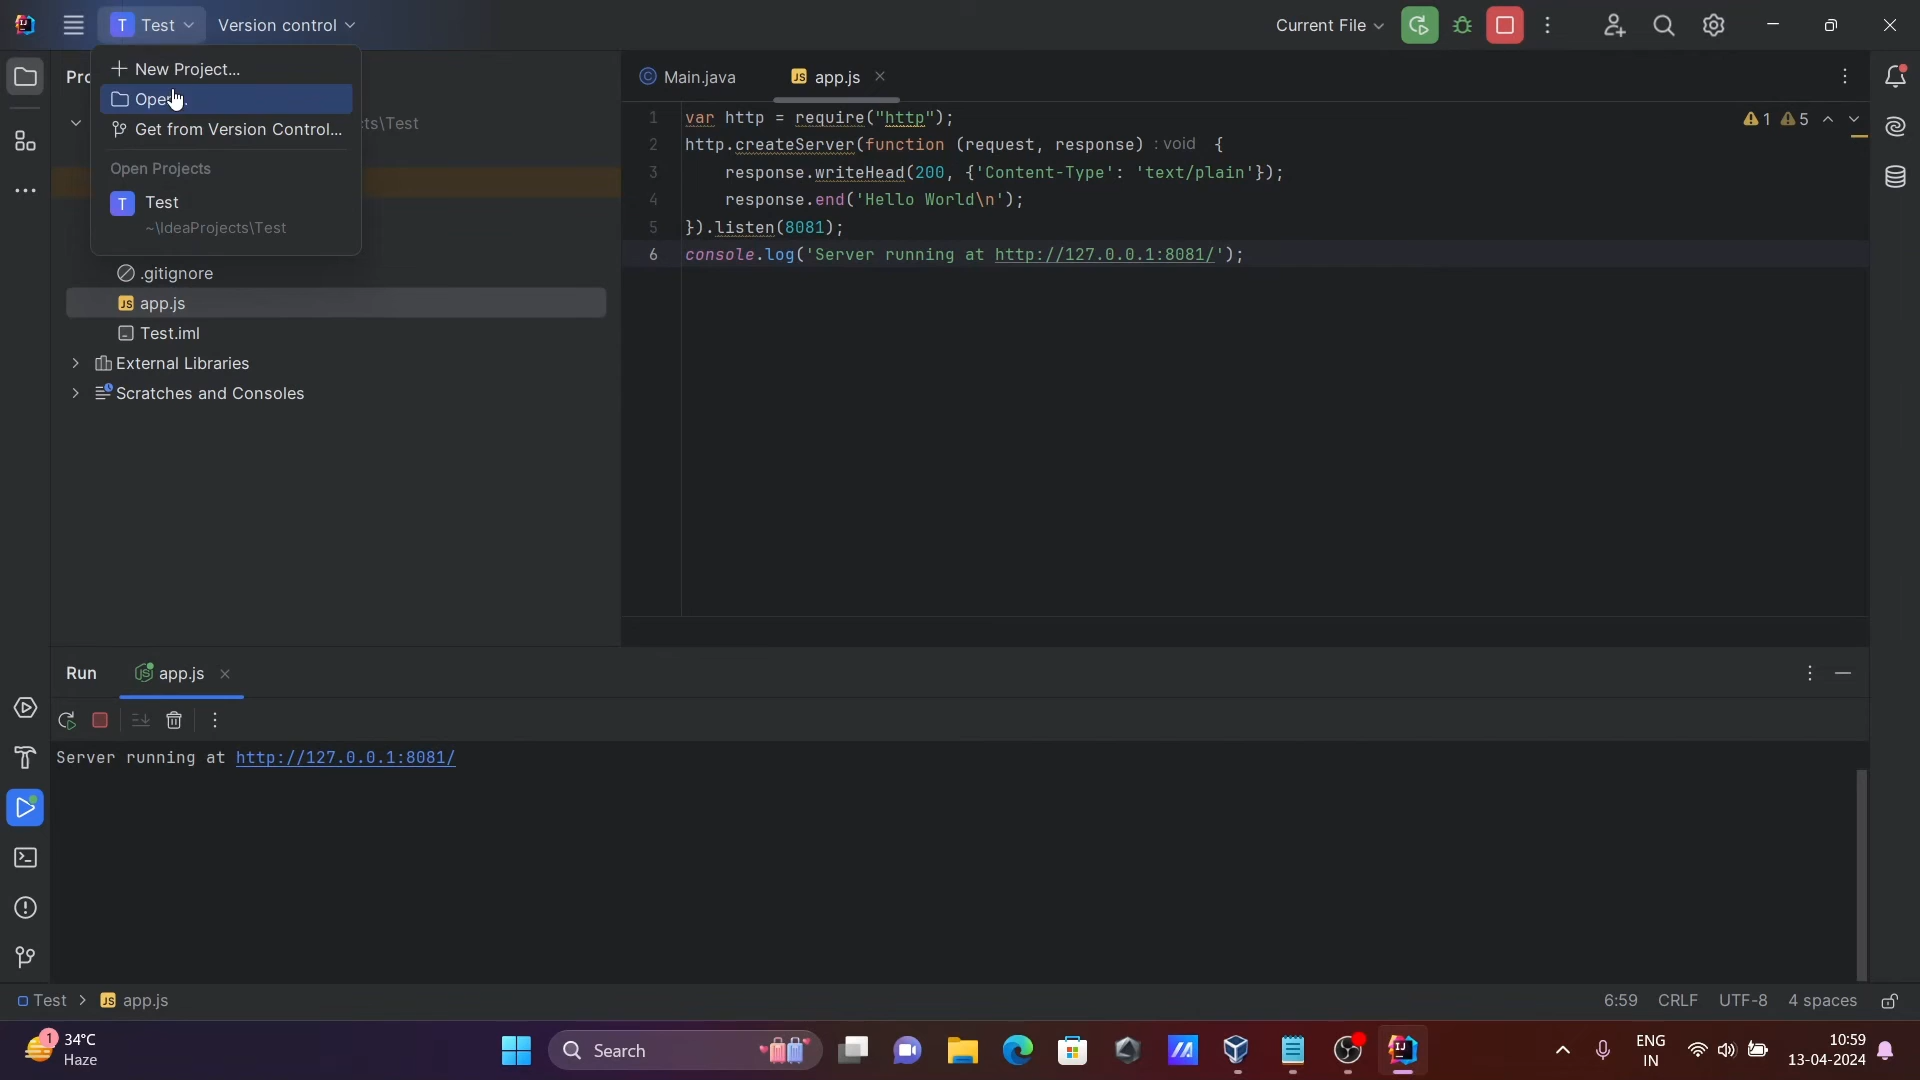 T Test
Version control
Current File
New Project...
Get from Version Control...
Open Projects
T Test
~\IdeaProjects\Test
ts\Test
.gitignore
JS app.js
Test.iml
External Libraries
Scratches and Consoles
Main.java
JS app.js
1 var http = require("http");
2 http.createServer(function (request, response) : void {
3 response.writeHead(200, {'Content-Type': 'text/plain'});
4 response.end('Hello World\n');
5 }).listen(8081);
6 console.log('Server running at http://127.0.0.1:8081/');
1 5
Run
app.js
Server running at http://127.0.0.1:8081/
Test > JS app.js
6:59 CRLF UTF-8 4 spaces
1 34°C
Haze
Search
ENG
IN
10:59
13-04-2024